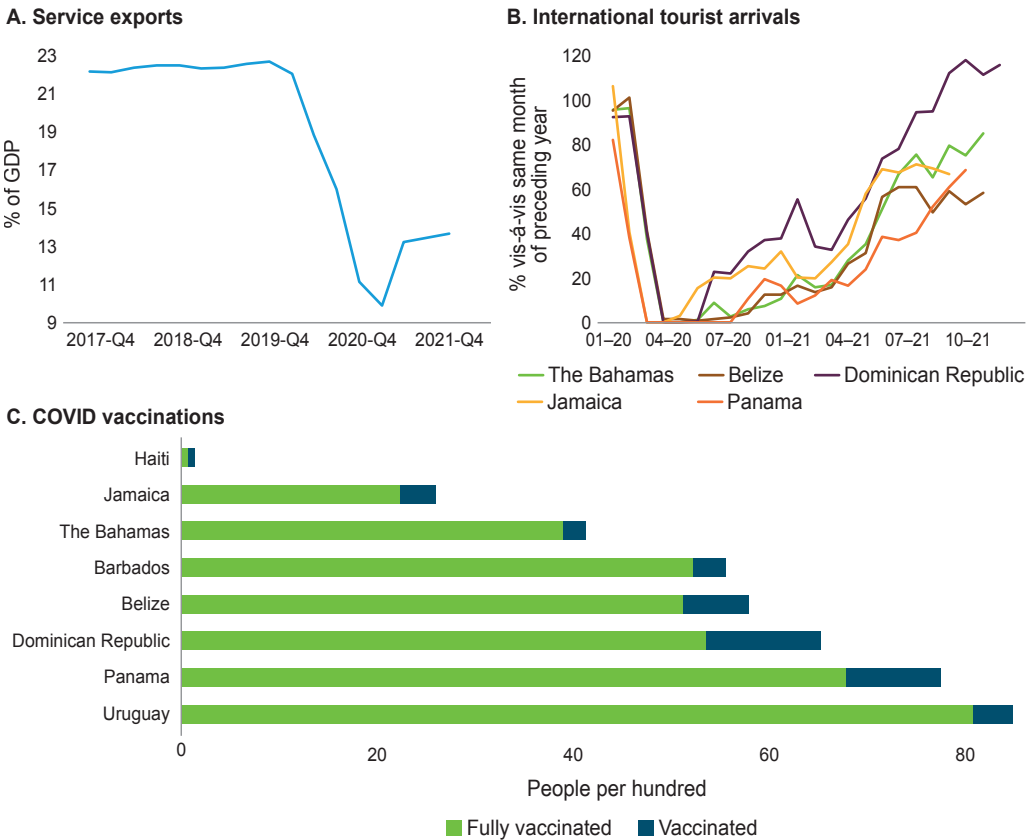 A. Service exports
23
21
19
17
15
13
11
9
% of GDP
2017-Q4 2018-Q4 2019-Q4 2020-Q4 2021-Q4
B. International tourist arrivals
120
100
80
60
40
20
0
% vis-á-vis same month
of preceding year
01–20 04–20 07–20 01–21 04–21 07–21 10–21
The Bahamas Belize Dominican Republic
Jamaica Panama
C. COVID vaccinations
Haiti
Jamaica
The Bahamas
Barbados
Belize
Dominican Republic
Panama
Uruguay
0 20 40 60 80
People per hundred
Fully vaccinated Vaccinated